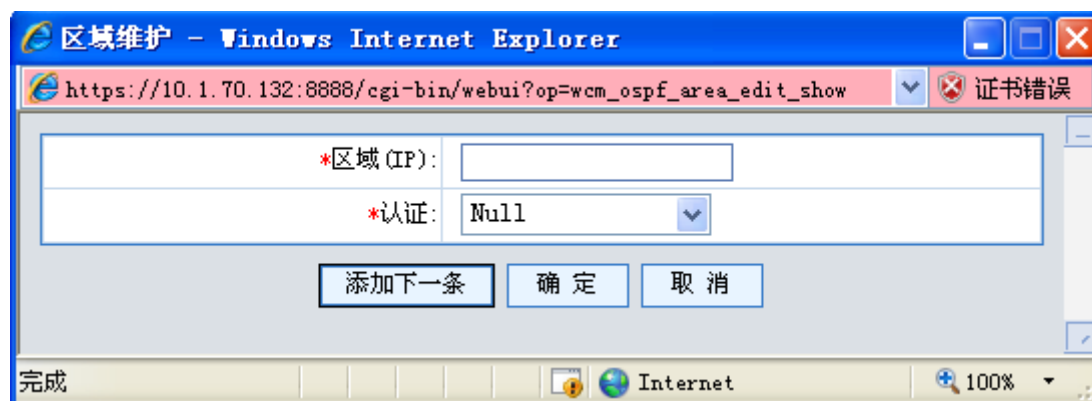 区域维护 - Windows Internet Explorer
https://10.1.70.132:8888/cgi-bin/webui?op=wcm_ospf_area_edit_show 证书错误
*区域(IP):
*认证: Null
添加下一条 确 定 取 消
完成 Internet 100%